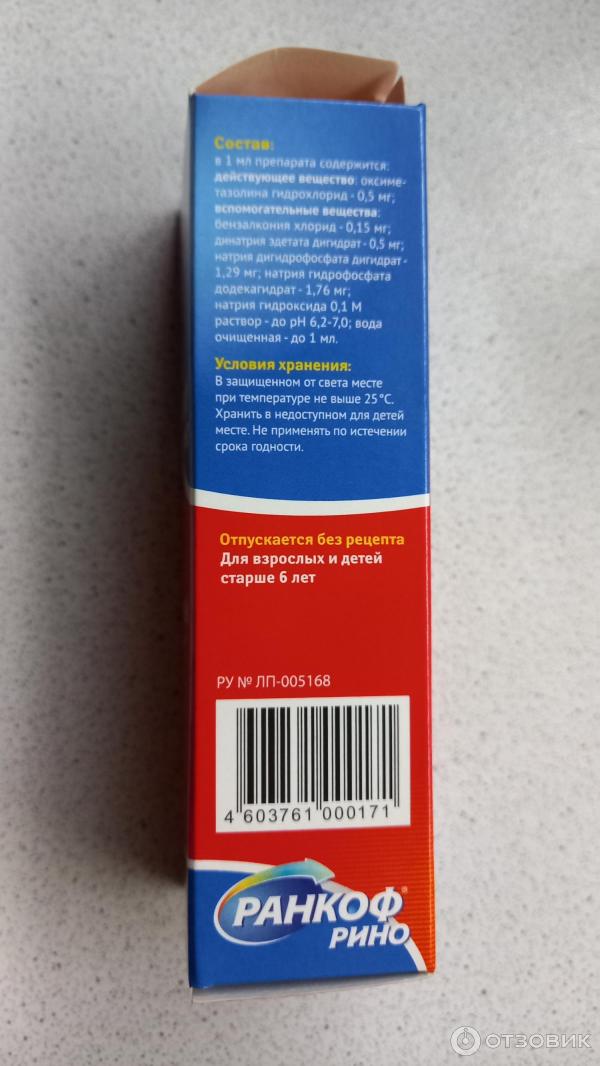 Состав:
в 1 мл препарата содержится:
действующее вещество: оксиме-
тазолина гидрохлорид - 0,5 мг;
вспомогательные вещества:
бензалкония хлорид - 0,15 мг;
динатрия эдетата дигидрат - 0,5 мг;
натрия дигидрофосфата дигидрат -
1,29 мг; натрия гидрофосфата
додекагидрат - 1,76 мг;
натрия гидроксида 0,1 М
раствор - до pH 6,2-7,0; вода
очищенная - до 1 мл.
Условия хранения:
В защищенном от света месте
при температуре не выше 25 °С.
Хранить в недоступном для детей
месте. Не применять по истечении
срока годности.
Отпускается без рецепта
Для взрослых и детей
старше 6 лет
РУ № ЛП-005168
4 603761 000171
РАНКОФ®
РИНО
ОТЗОВИК